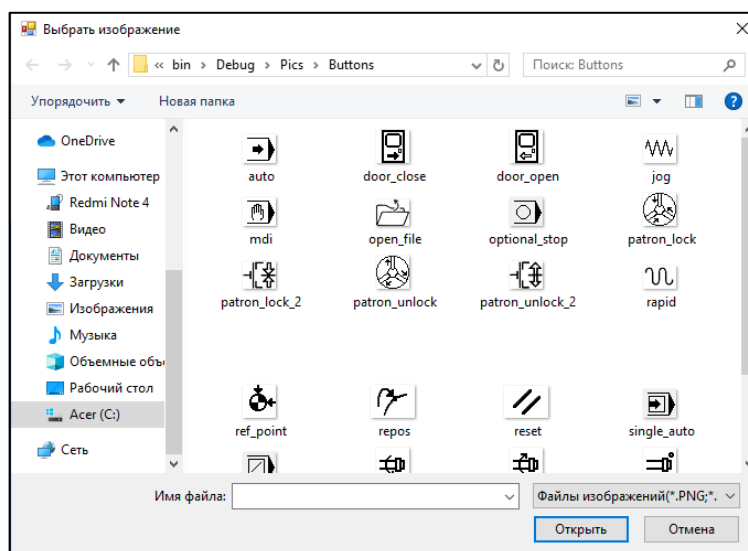 Выбрать изображение
« bin › Debug › Pics › Buttons
Поиск: Buttons
Упорядочить
Новая папка
OneDrive
Этот компьютер
Redmi Note 4
Видео
Документы
Загрузки
Изображения
Музыка
Объемные объ
Рабочий стол
Acer (C:)
Сеть
auto door_close door_open jog
mdi open_file optional_stop patron_lock
patron_lock_2 patron_unlock patron_unlock_2 rapid
ref_point repos reset single_auto
Имя файла:
Файлы изображений(*.PNG;*.
Открыть
Отмена